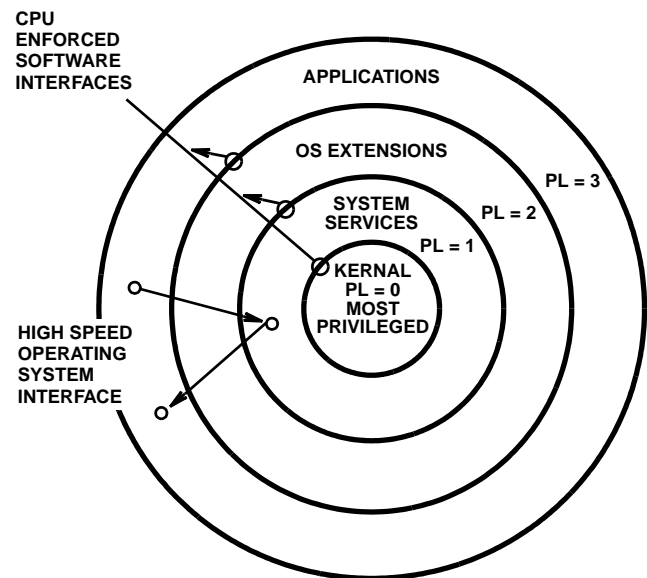 CPU
ENFORCED
SOFTWARE
INTERFACES
APPLICATIONS
OS EXTENSIONS
PL = 3
SYSTEM
SERVICES
PL = 2
PL = 1
KERNAL
PL = 0
MOST
PRIVILEGED
HIGH SPEED
OPERATING
SYSTEM
INTERFACE